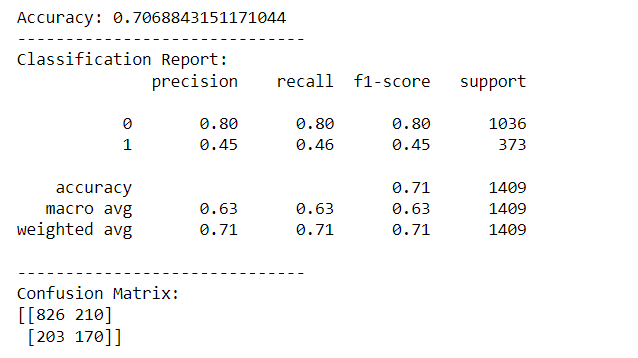 Accuracy: 0.7068843151171044
------------------------------
Classification Report:
              precision    recall  f1-score   support

           0       0.80      0.80      0.80      1036
           1       0.45      0.46      0.45       373

    accuracy                           0.71      1409
   macro avg       0.63      0.63      0.63      1409
weighted avg       0.71      0.71      0.71      1409

------------------------------
Confusion Matrix:
[[826 210]
 [203 170]]